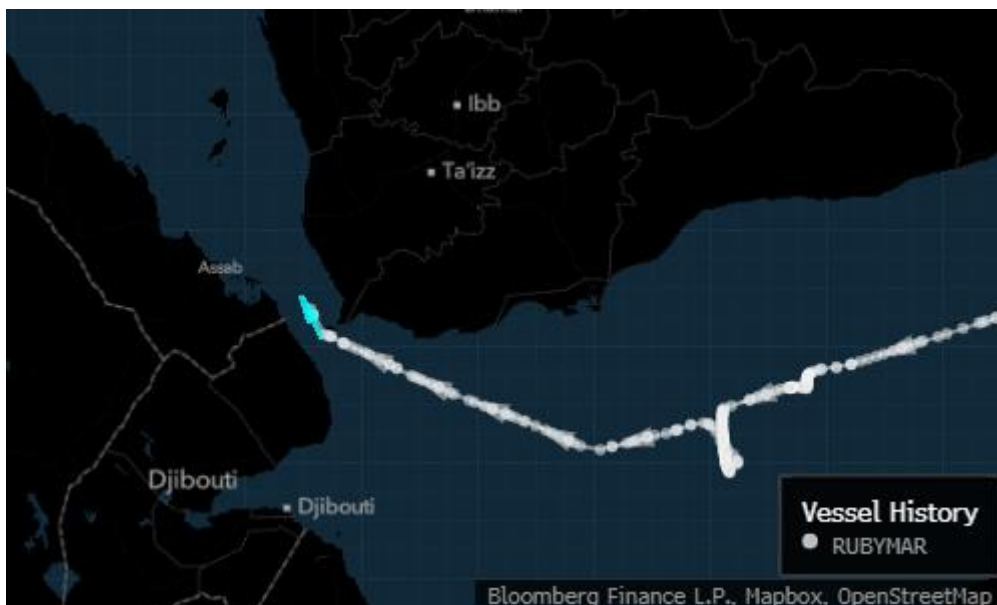 Ibb
Ta'izz
Assab
Djibouti
Djibouti
Vessel History
RUBYMAR
Bloomberg Finance L.P., Mapbox, OpenStreetMap